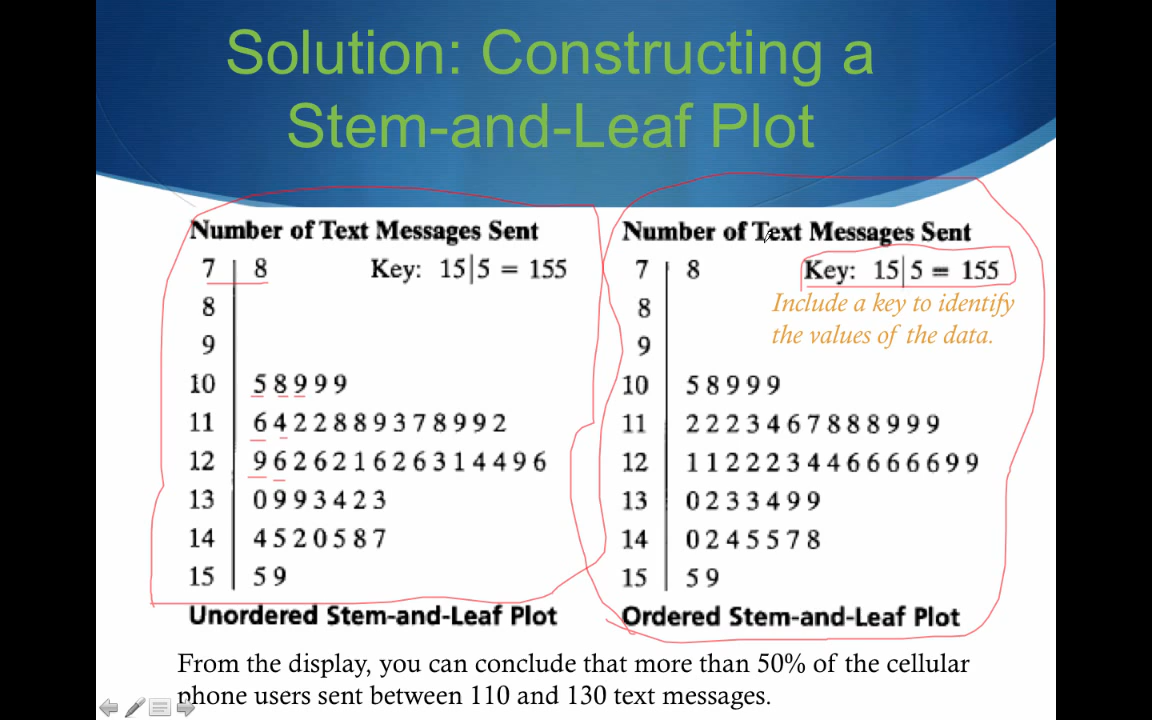 Solution: Constructing a
Stem-and-Leaf Plot
Number of Text Messages Sent
7 | 8 Key: 15|5 = 155
8 |
9 |
10 | 5 8 9 9 9
11 | 6 4 2 2 8 8 9 3 7 8 9 9 2
12 | 9 6 2 6 2 1 6 2 6 3 1 4 4 9 6
13 | 0 9 9 3 4 2 3
14 | 4 5 2 0 5 8 7
15 | 5 9
Unordered Stem-and-Leaf Plot
Number of Text Messages Sent
7 | 8 Key: 15|5 = 155
8 | Include a key to identify
9 | the values of the data.
10 | 5 8 9 9 9
11 | 2 2 2 3 4 6 7 8 8 8 9 9 9
12 | 1 1 2 2 2 3 4 4 6 6 6 6 6 9 9
13 | 0 2 3 3 4 9 9
14 | 0 2 4 5 5 7 8
15 | 5 9
Ordered Stem-and-Leaf Plot
From the display, you can conclude that more than 50% of the cellular
phone users sent between 110 and 130 text messages.